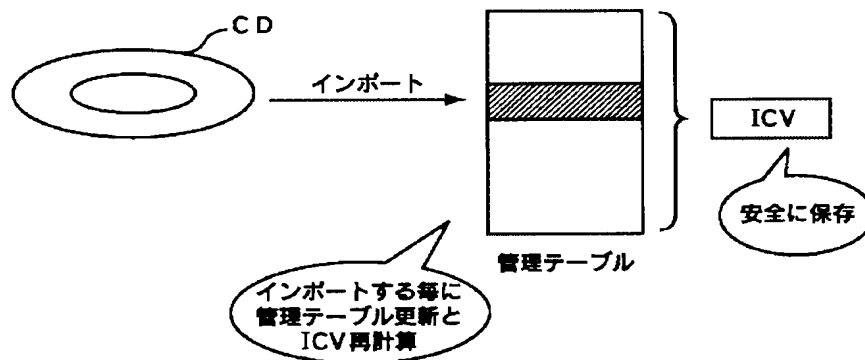 CD
インポート
ICV
安全に保存
管理テーブル
インポートする毎に
管理テーブル更新と
ICV再計算